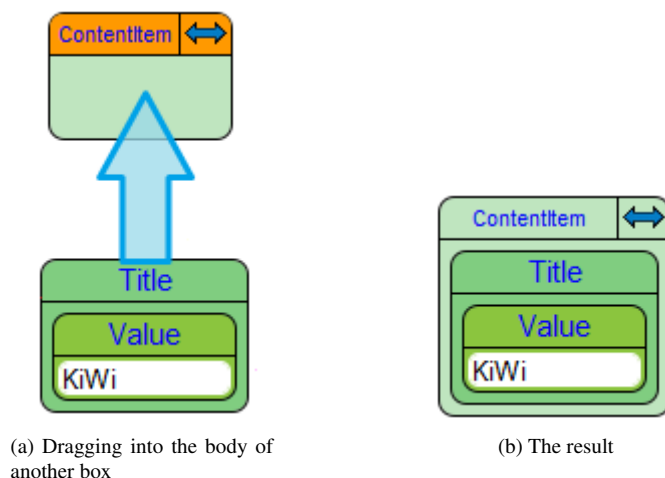 ContentItem
Title
Value
KiWi
(a) Dragging into the body of
another box
ContentItem
Title
Value
KiWi
(b) The result